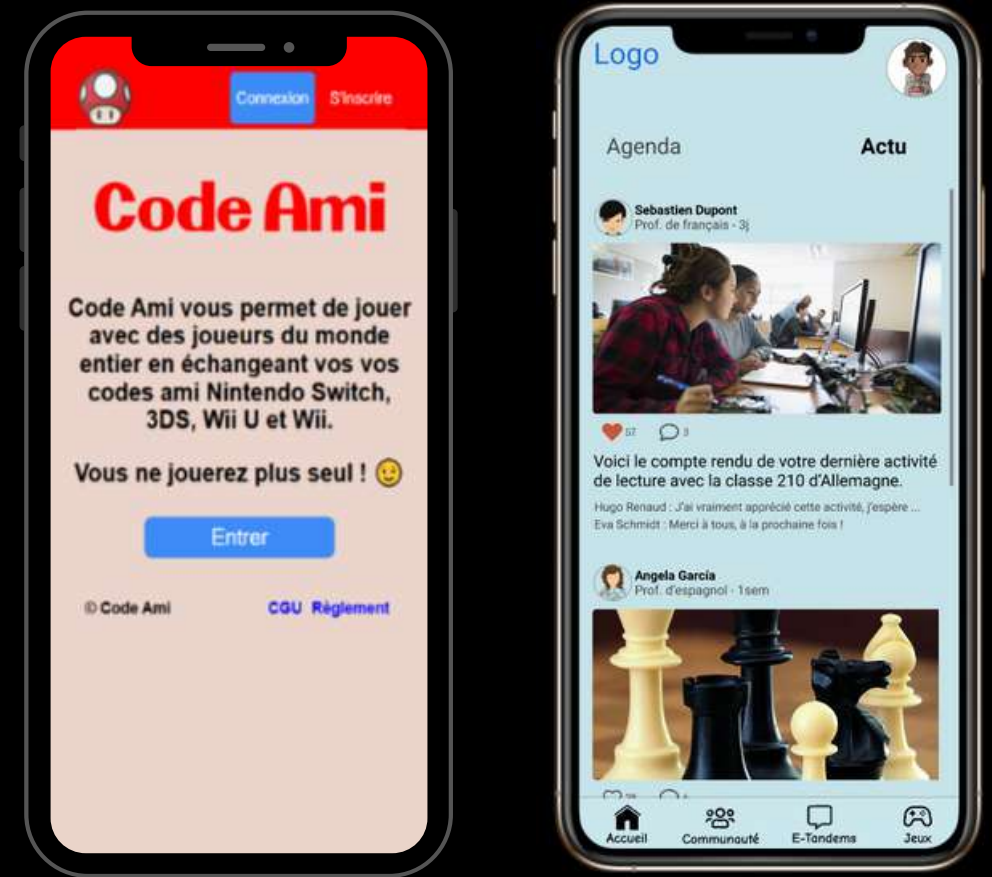 Connexion S'inscrire
Code Ami
Code Ami vous permet de jouer
avec des joueurs du monde
entier en échangeant vos vos
codes ami Nintendo Switch,
3DS, Wii U et Wii.
Vous ne jouerez plus seul !
Entrer
© Code Ami CGU Règlement
Logo
Agenda Actu
Sebastien Dupont
Prof. de français - 3j
57 3
Voici le compte rendu de votre dernière activité
de lecture avec la classe 210 d'Allemagne.
Hugo Renaud : J'ai vraiment apprécié cette activité, j'espère ...
Eva Schmidt : Merci à tous, à la prochaine fois !
Angela García
Prof. d'espagnol - 1sem
Accueil Communauté E-Tandems Jeux